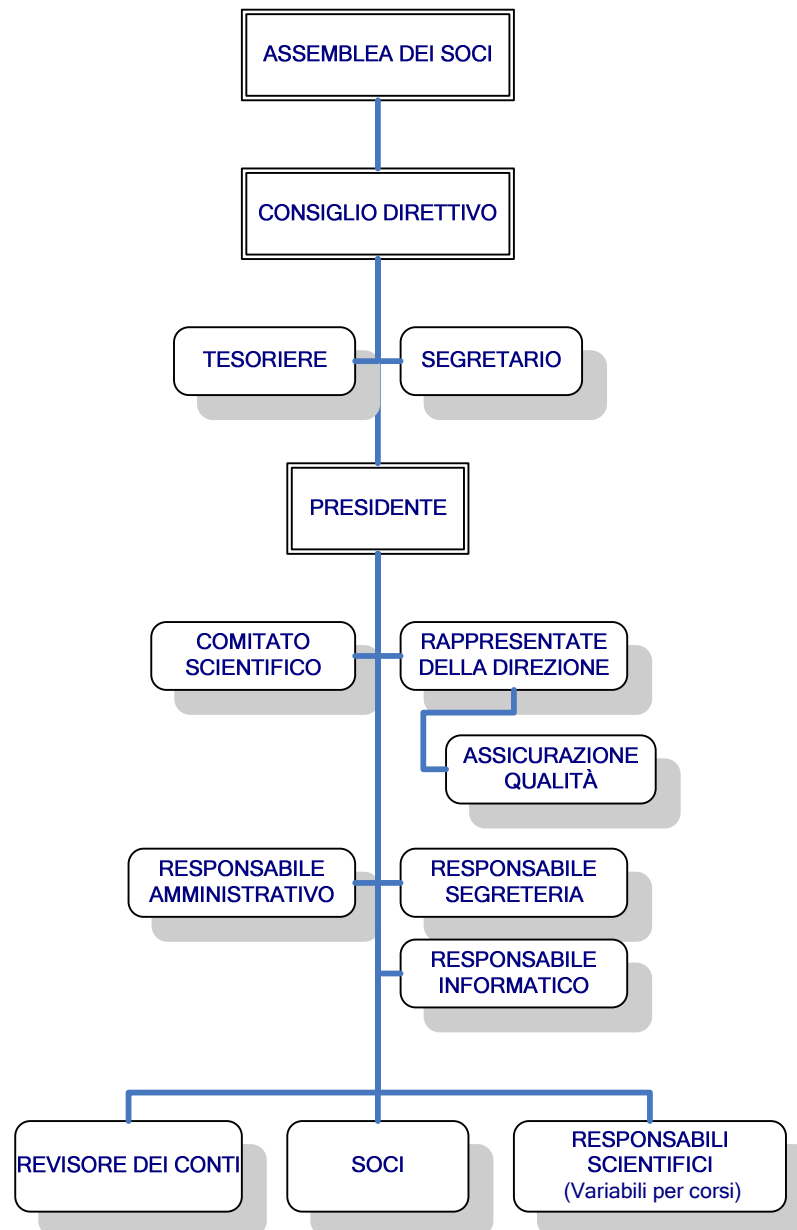 ASSEMBLEA DEI SOCI
CONSIGLIO DIRETTIVO
TESORIERE
SEGRETARIO
PRESIDENTE
COMITATO
SCIENTIFICO
RAPPRESENTATE
DELLA DIREZIONE
ASSICURAZIONE
QUALITÀ
RESPONSABILE
AMMINISTRATIVO
RESPONSABILE
SEGRETERIA
RESPONSABILE
INFORMATICO
REVISORE DEI CONTI
SOCI
RESPONSABILI
SCIENTIFICI
(Variabili per corsi)